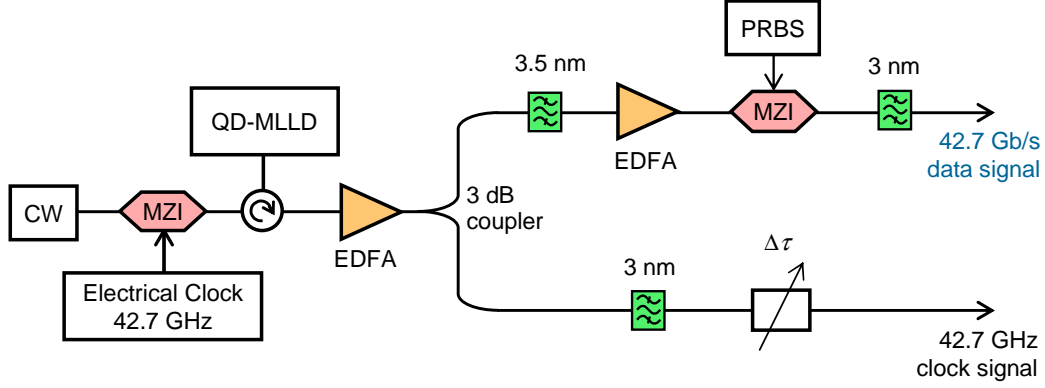 PRBS
3.5 nm
3 nm
MZI
QD-MLLD
EDFA
42.7 Gb/s
data signal
CW
MZI
3 dB
coupler
EDFA
Electrical Clock
42.7 GHz
3 nm
Δτ
42.7 GHz
clock signal